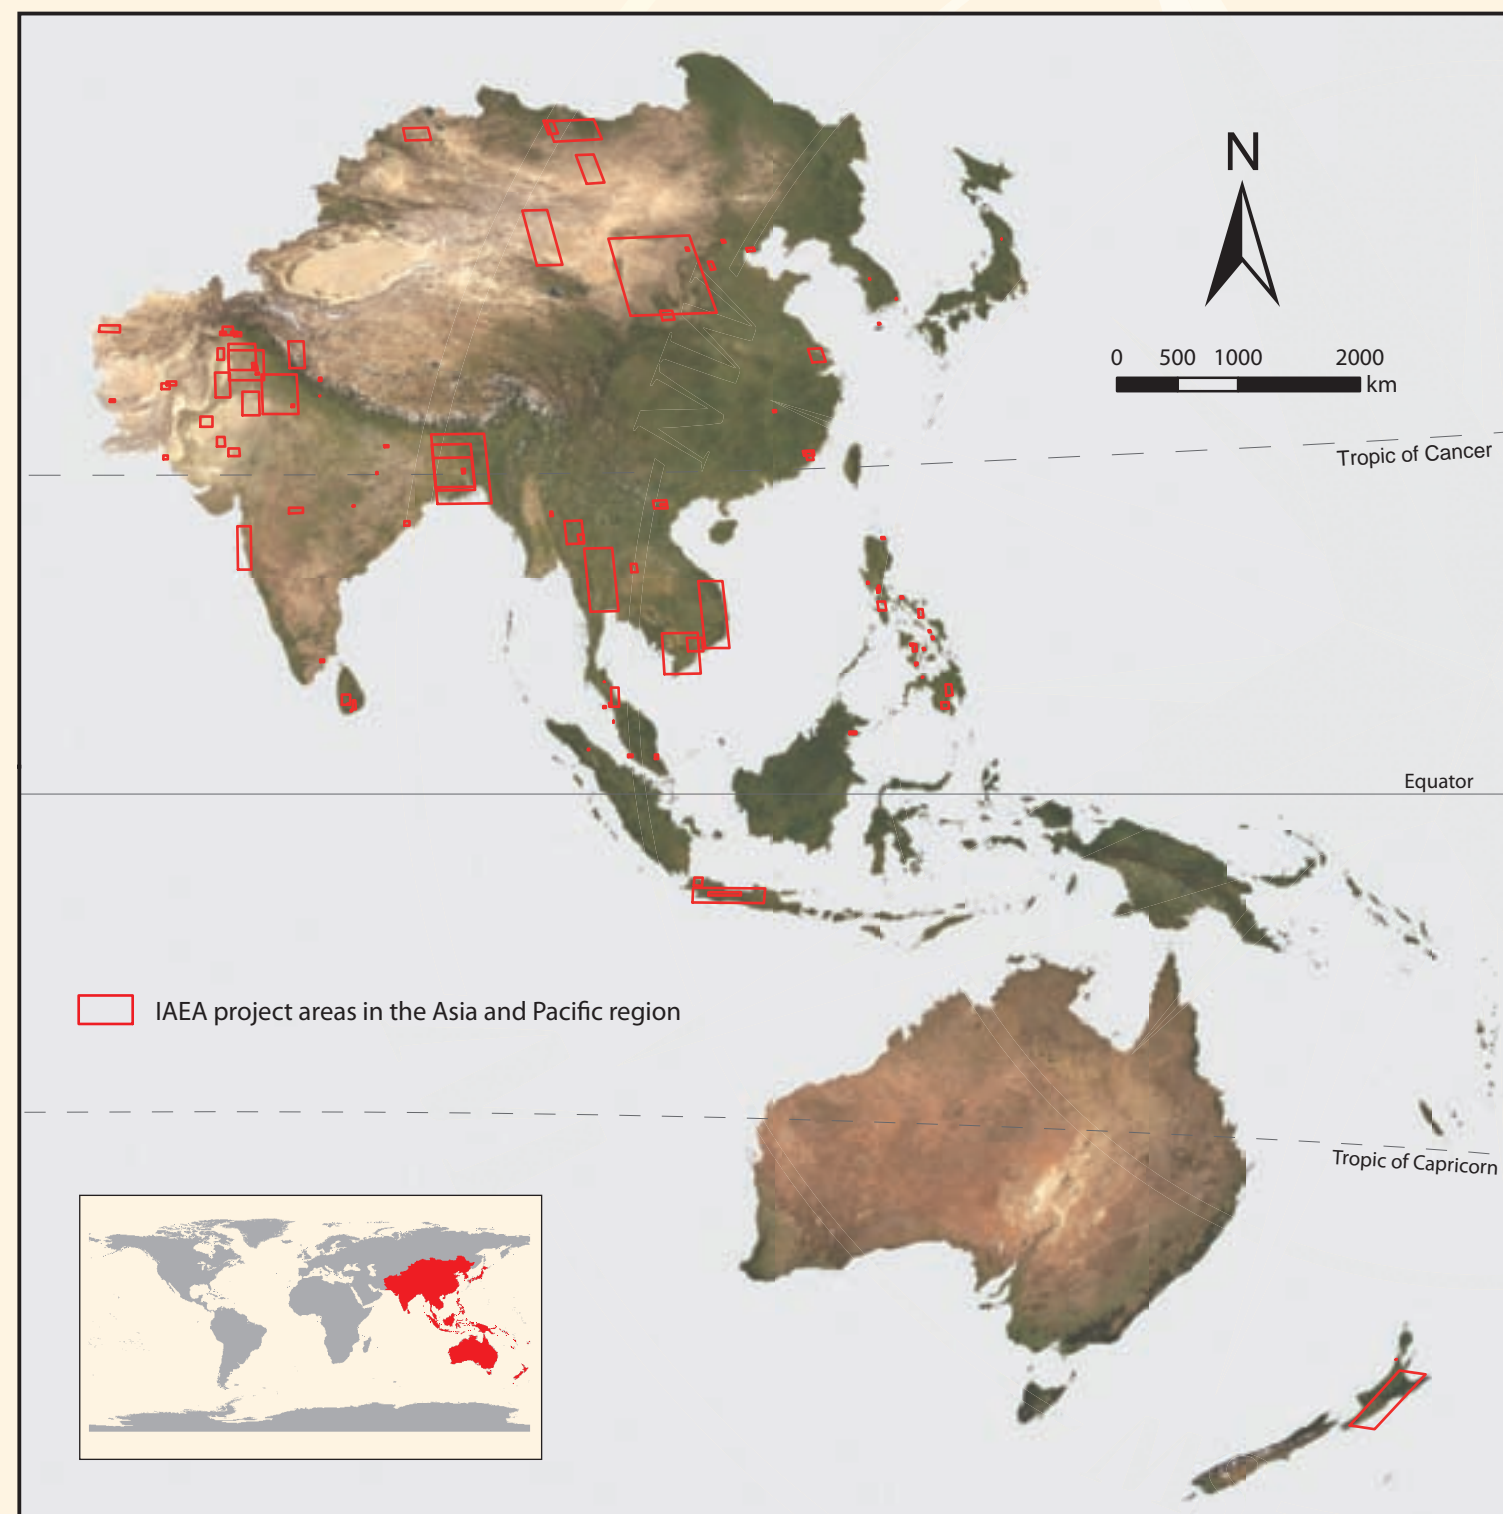 N
0 500 1000 2000
km
Tropic of Cancer
Equator
IAEA project areas in the Asia and Pacific region
Tropic of Capricorn